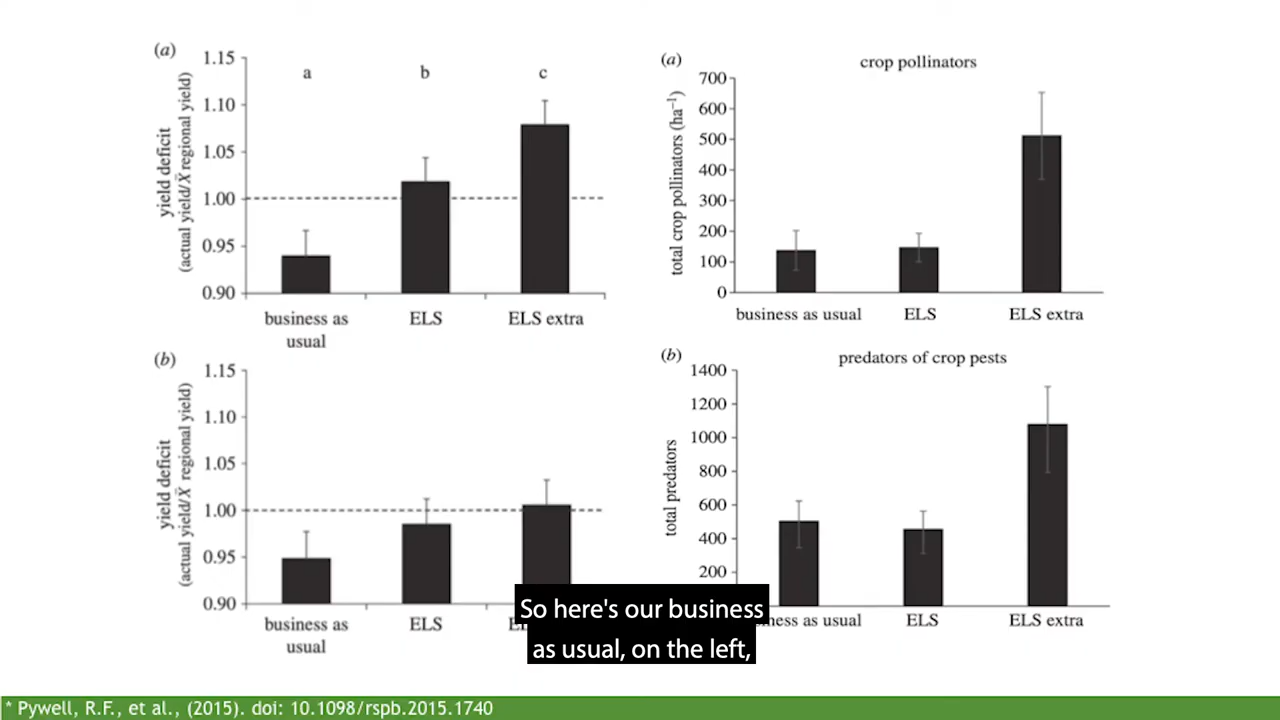 (a)
1.15
1.10
1.05
1.00
0.95
0.90
yield deficit
(actual yield/X̄ regional yield)
a
b
c
business as
usual
ELS
ELS extra
(a)
crop pollinators
700
600
500
400
300
200
100
0
total crop pollinators (ha⁻¹)
business as usual
ELS
ELS extra
(b)
1.15
1.10
1.05
1.00
0.95
0.90
yield deficit
(actual yield/X̄ regional yield)
business as
usual
ELS
(b)
predators of crop pests
1400
1200
1000
800
600
400
200
total predators
as usual
ELS
ELS extra
So here's our business
as usual, on the left,
* Pywell, R.F., et al., (2015). doi: 10.1098/rspb.2015.1740